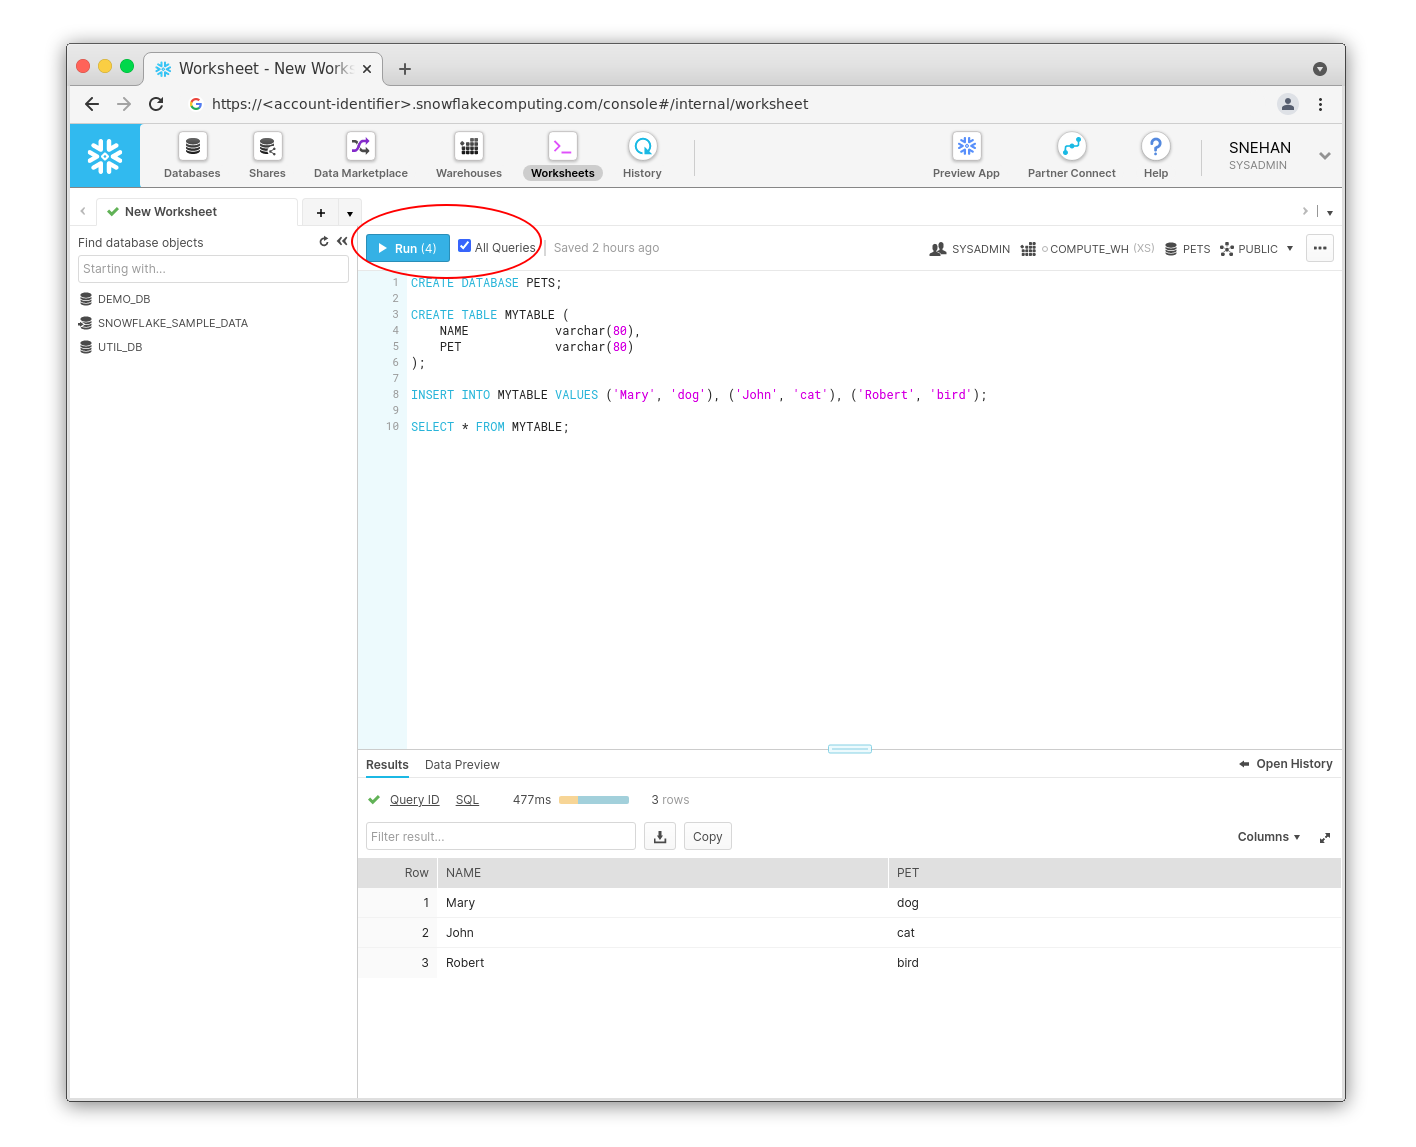 Worksheet - New Works
https://<account-identifier>.snowflakecomputing.com/console#/internal/worksheet
Databases Shares Data Marketplace Warehouses Worksheets History Preview App Partner Connect Help SNEHAN
SYSADMIN
New Worksheet
Find database objects
Starting with...
DEMO_DB
SNOWFLAKE_SAMPLE_DATA
UTIL_DB
Run (4) All Queries Saved 2 hours ago SYSADMIN COMPUTE_WH (XS) PETS PUBLIC
1 CREATE DATABASE PETS;
2
3 CREATE TABLE MYTABLE (
4 NAME varchar(80),
5 PET varchar(80)
6 );
7
8 INSERT INTO MYTABLE VALUES ('Mary', 'dog'), ('John', 'cat'), ('Robert', 'bird');
9
10 SELECT * FROM MYTABLE;
Results Data Preview Open History
Query ID SQL 477ms 3 rows
Filter result... Copy Columns
Row NAME PET
1 Mary dog
2 John cat
3 Robert bird